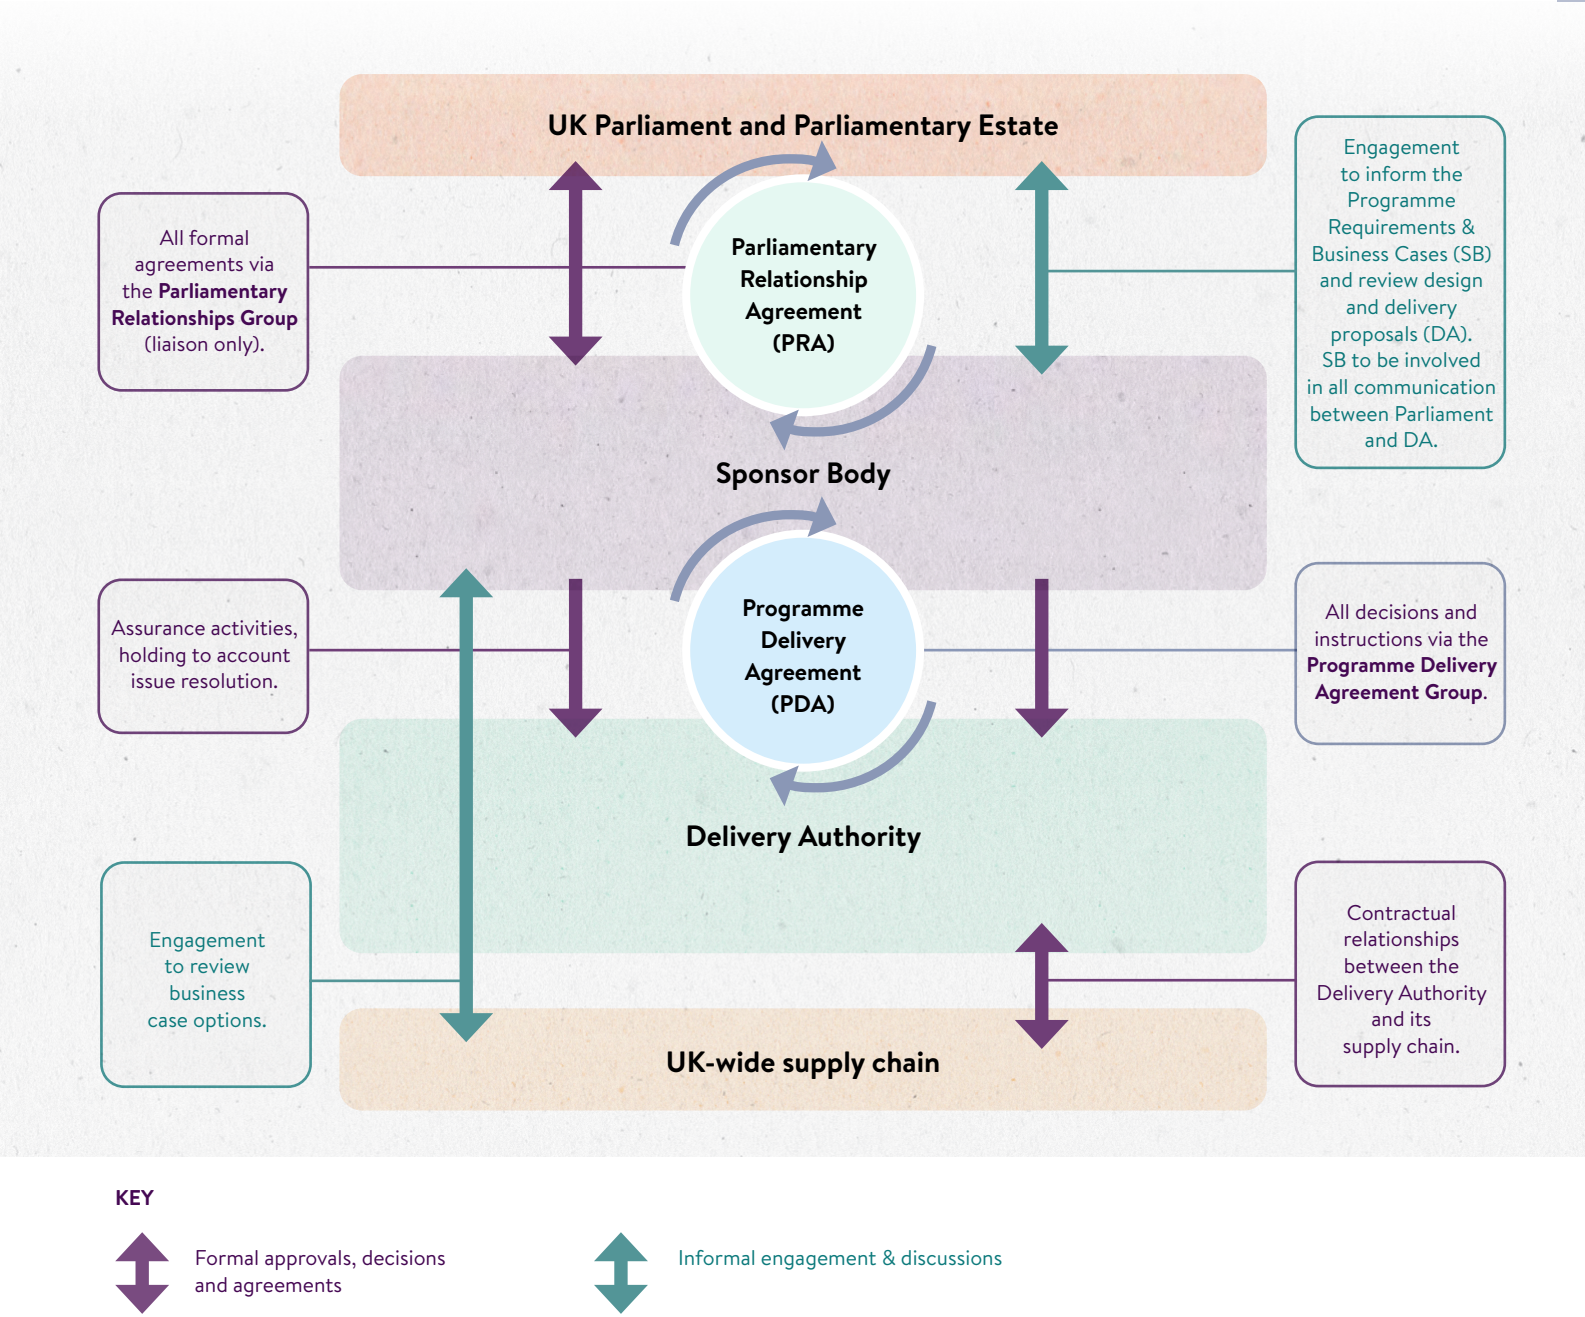 UK Parliament and Parliamentary Estate
All formal
agreements via
the Parliamentary
Relationships Group
(liaison only).
Parliamentary
Relationship
Agreement
(PRA)
Engagement
to inform the
Programme
Requirements &
Business Cases (SB)
and review design
and delivery
proposals (DA).
SB to be involved
in all communication
between Parliament
and DA.
Sponsor Body
Assurance activities,
holding to account
issue resolution.
Programme
Delivery
Agreement
(PDA)
All decisions and
instructions via the
Programme Delivery
Agreement Group.
Delivery Authority
Engagement
to review
business
case options.
Contractual
relationships
between the
Delivery Authority
and its
supply chain.
UK-wide supply chain
KEY
Formal approvals, decisions
and agreements
Informal engagement & discussions